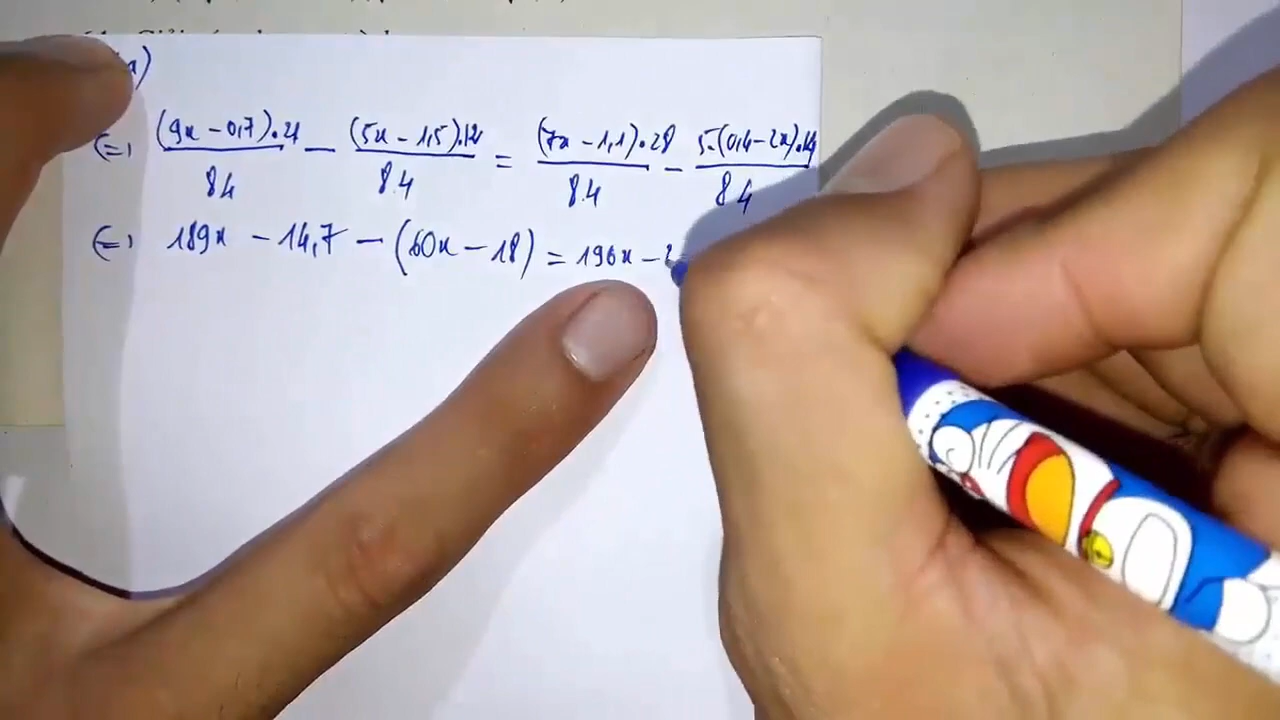 a)
(=) (9x - 0,7).21/84 - (5x - 1,5).12/84 = (7x - 1,1).28/84 - 5.(0,4 - 2x).14/84
(=) 189x - 14,7 - (60x - 18) = 196x -